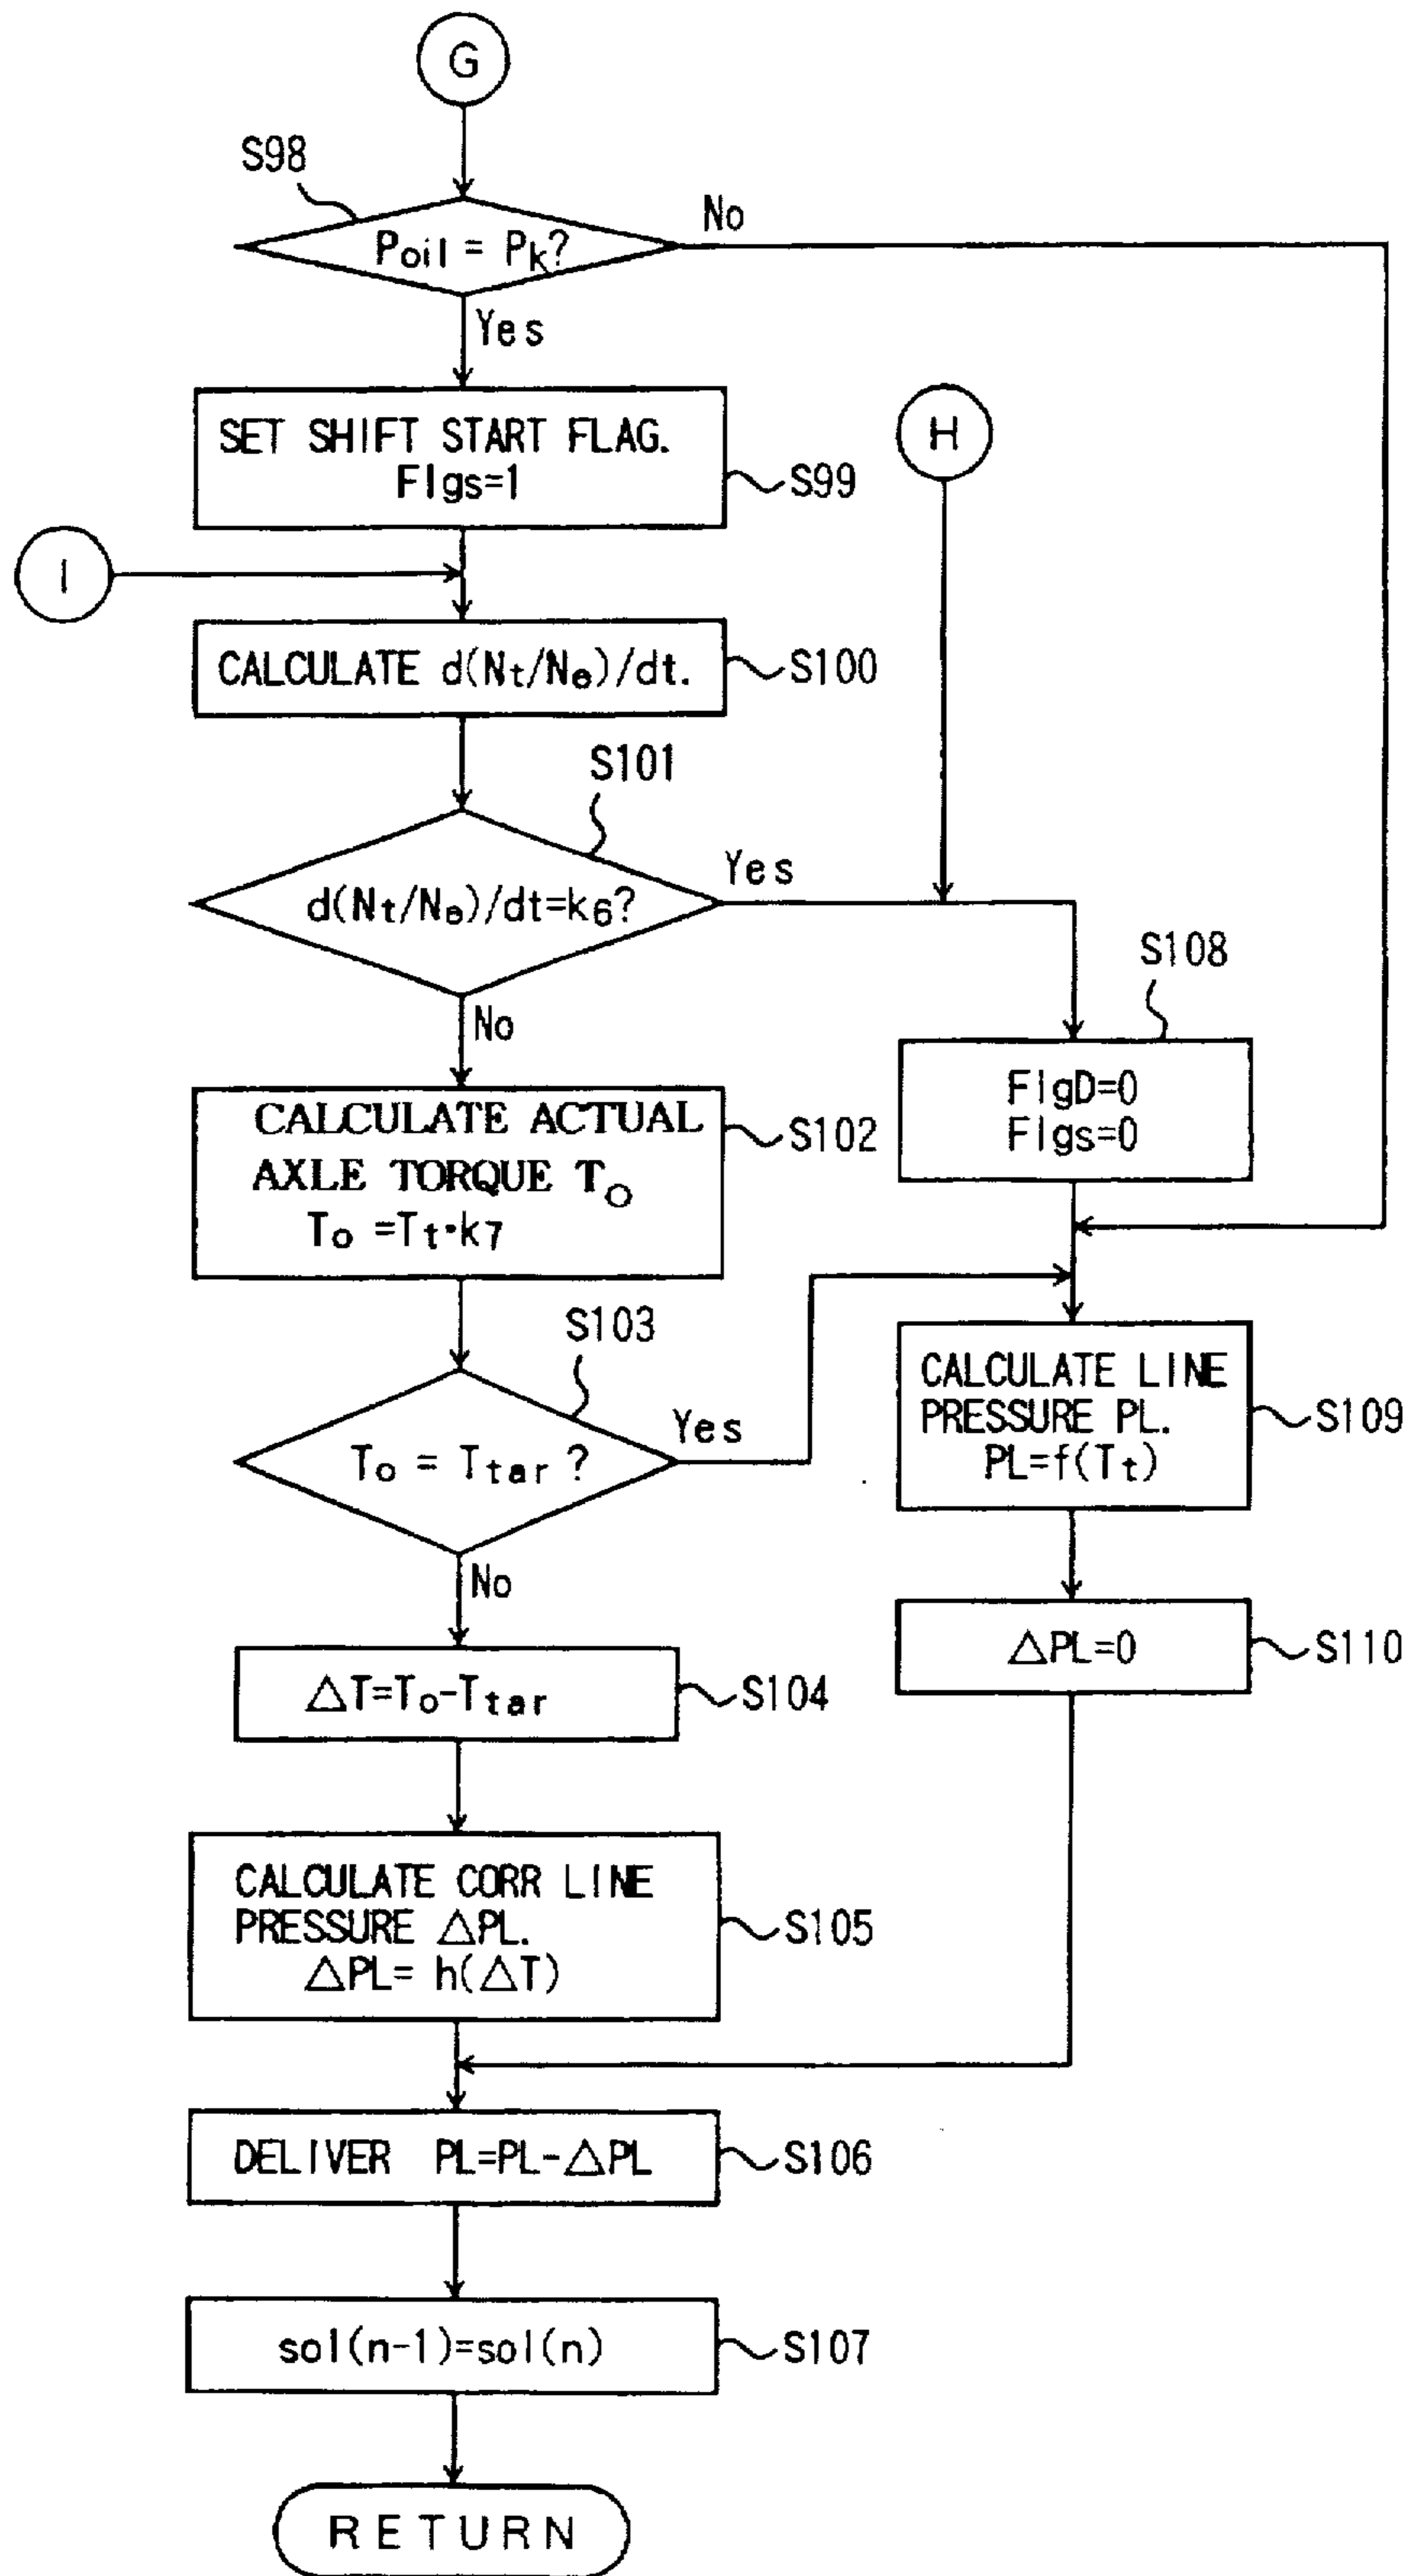 G
S98
Poil = Pk?
No
Yes
SET SHIFT START FLAG.
Flgs=1
S99
H
I
CALCULATE d(Nt/Ne)/dt.
S100
S101
d(Nt/Ne)/dt=k6?
Yes
No
S108
FlgD=0
Flgs=0
CALCULATE ACTUAL
AXLE TORQUE To
To =Tt·k7
S102
S103
To = Ttar ?
Yes
No
CALCULATE LINE
PRESSURE PL.
PL=f(Tt)
S109
△PL=0
S110
△T=To-Ttar
S104
CALCULATE CORR LINE
PRESSURE △PL.
△PL= h(△T)
S105
DELIVER PL=PL-△PL
S106
sol(n-1)=sol(n)
S107
RETURN